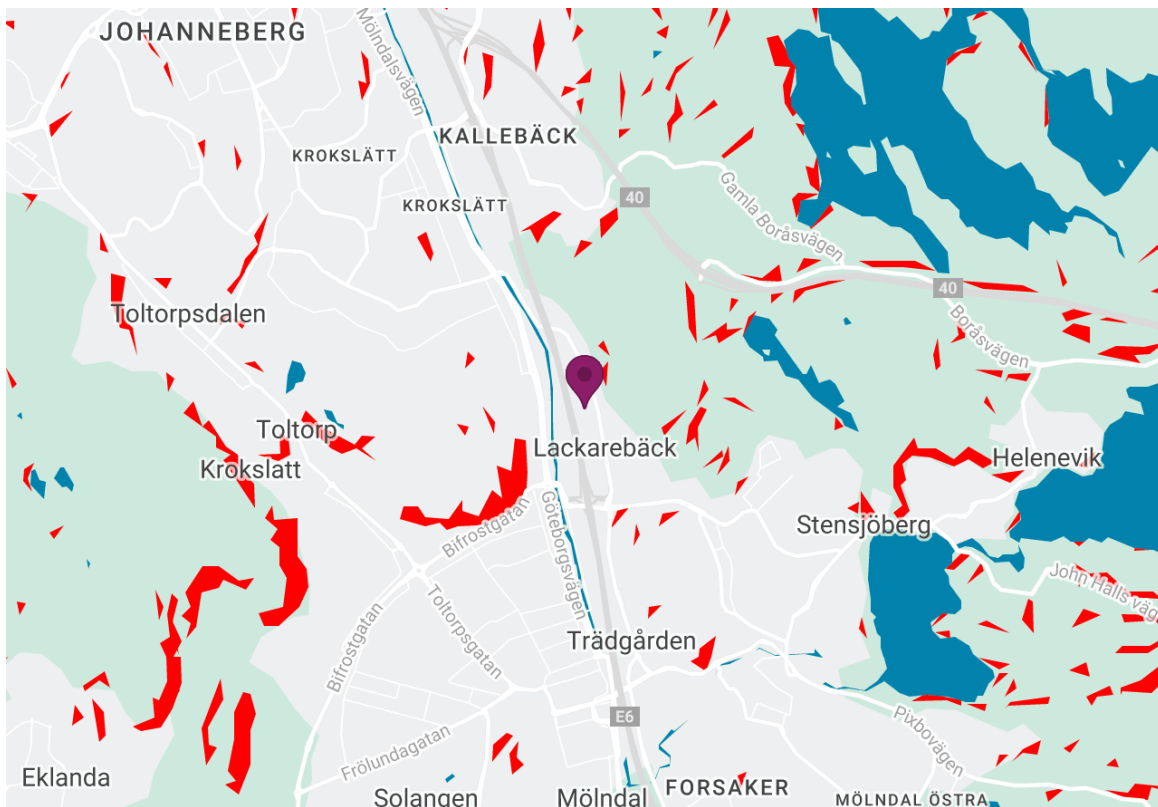 JOHANNEBERG
Mölndalsvägen
KALLEBÄCK
KROKSLÄTT
KROKSLÄTT
40
Gamla Boråsvägen
40
Boråsvägen
Toltorpsdalen
Toltorp
Krokslatt
Lackarebäck
Helenevik
Stensjöberg
Bifrostgatan
Göteborgsvägen
John Halls väg
Toltorpsgatan
Bifrostgatan
Trädgården
E6
Pixbovägen
Frölundagatan
Eklanda
Solangen
Mölndal
FORSAKER
MÖLNDAL ÖSTRA